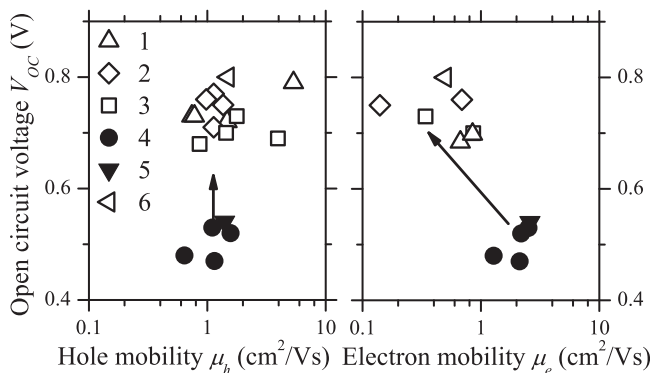 Open circuit voltage V_OC (V)
0.8
0.6
0.4
1
2
3
4
5
6
0.1 1 10
Hole mobility μ_h (cm²/Vs)
0.8
0.6
0.4
0.1 1 10
Electron mobility μ_e (cm²/Vs)